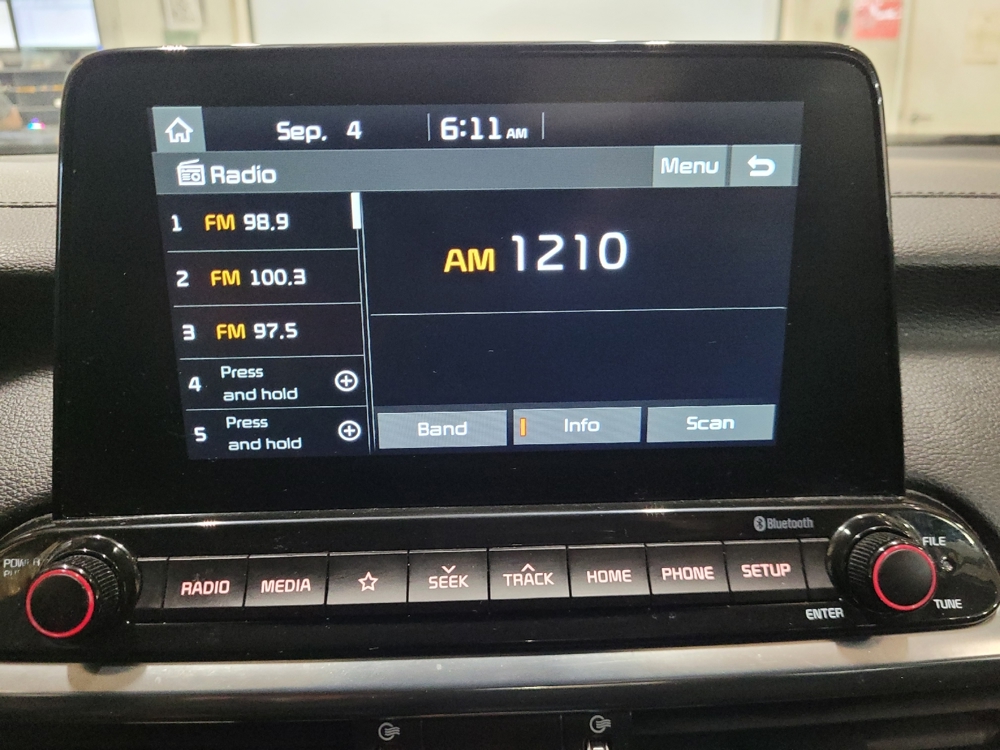 Sep. 4 6:11 AM
Radio Menu
1 FM 98.9
2 FM 100.3
3 FM 97.5
4 Press
and hold
5 Press
and hold
AM 1210
Band Info Scan
Bluetooth
POWER
FILE
RADIO MEDIA SEEK TRACK HOME PHONE SETUP
ENTER
TUNE